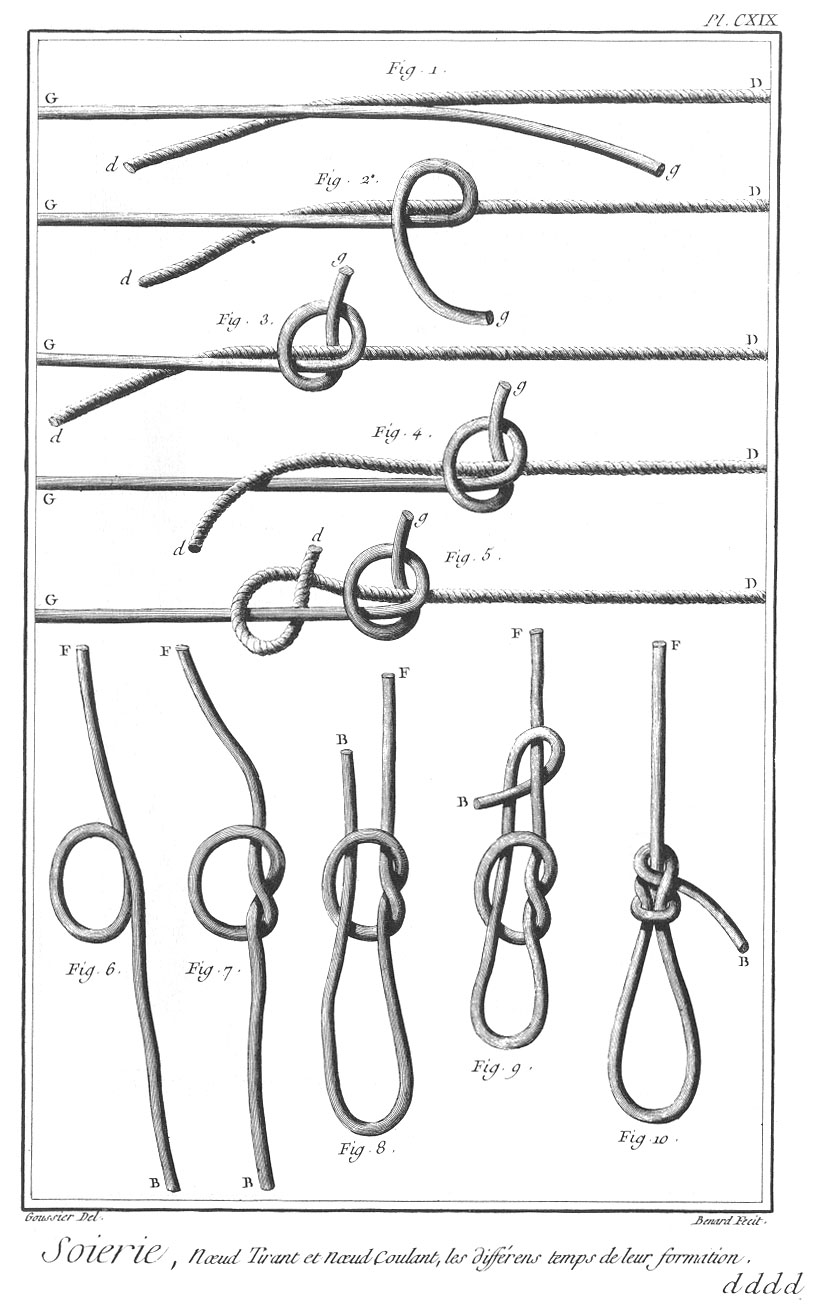 Pl. CXIX
Fig. 1.
G D
d g
Fig. 2.
G D
d g
g
Fig. 3.
G D
d
g
Fig. 4.
G D
d
g
d
Fig. 5.
G D
F F F F F
B
B
Fig. 6. Fig. 7.
B
Fig. 9.
Fig. 8. Fig. 10.
B B
Goussier Del. Benard Fecit.
Soierie, Nœud Tirant et Nœud Coulant, les différens temps de leur formation.
dddd